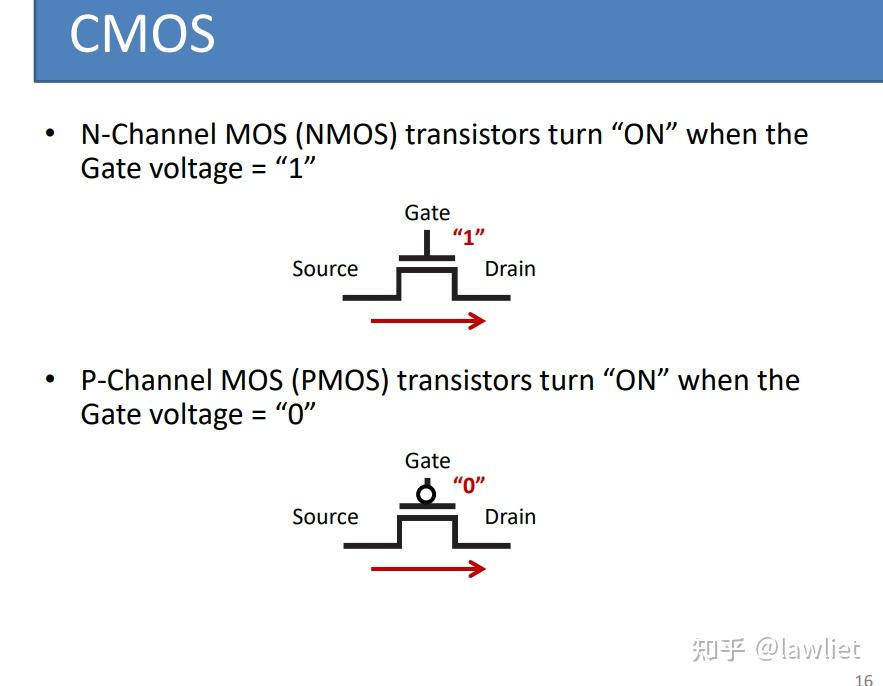 CMOS
• N-Channel MOS (NMOS) transistors turn “ON” when the
Gate voltage = “1”
Gate
“1”
Source
Drain
• P-Channel MOS (PMOS) transistors turn “ON” when the
Gate voltage = “0”
Gate
“0”
Source
Drain
知乎 @lawliet
16